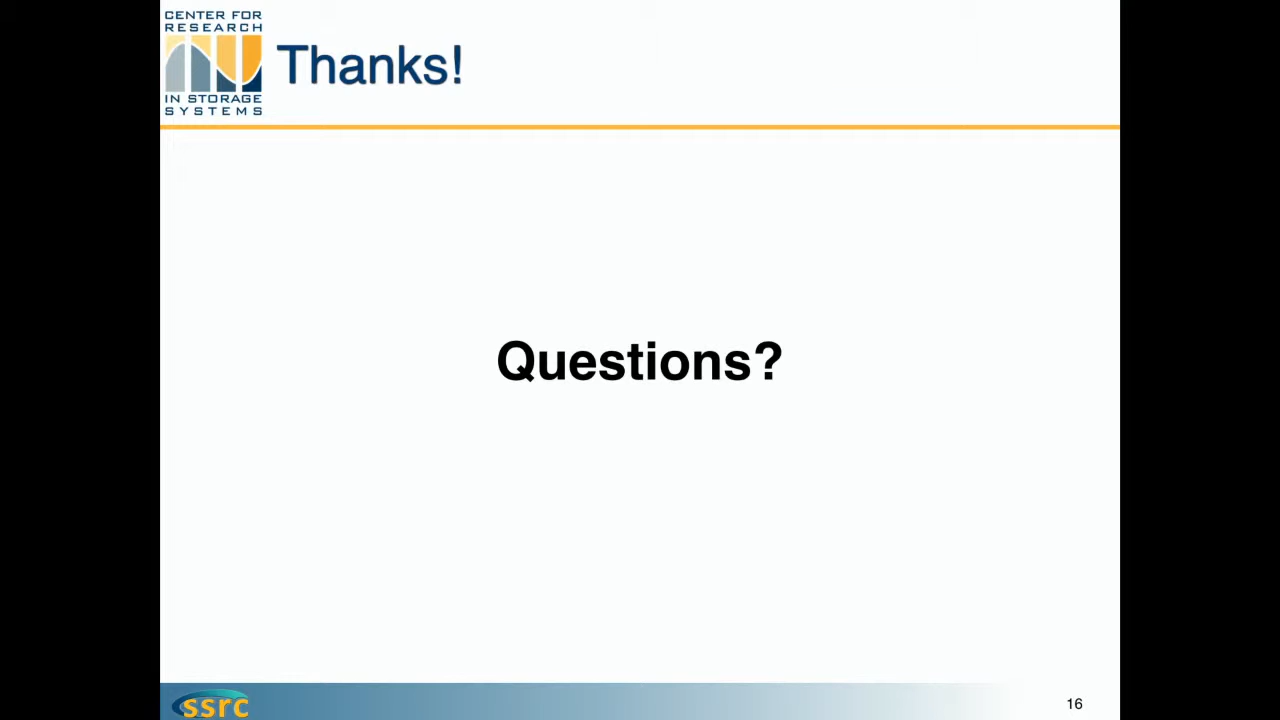 CENTER FOR
RESEARCH
IN STORAGE
SYSTEMS
Thanks!
Questions?
ssrc
16